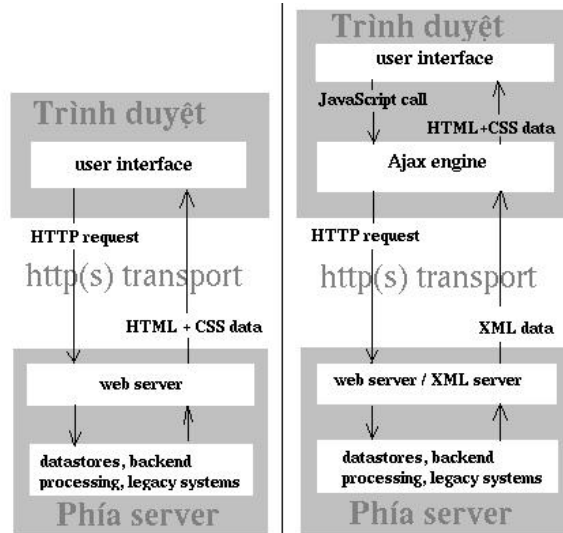 Trình duyệt
user interface
HTTP request
http(s) transport
HTML + CSS data
web server
datastores, backend
processing, legacy systems
Phía server
Trình duyệt
user interface
JavaScript call
HTML+CSS data
Ajax engine
HTTP request
http(s) transport
XML data
web server / XML server
datastores, backend
processing, legacy systems
Phía server